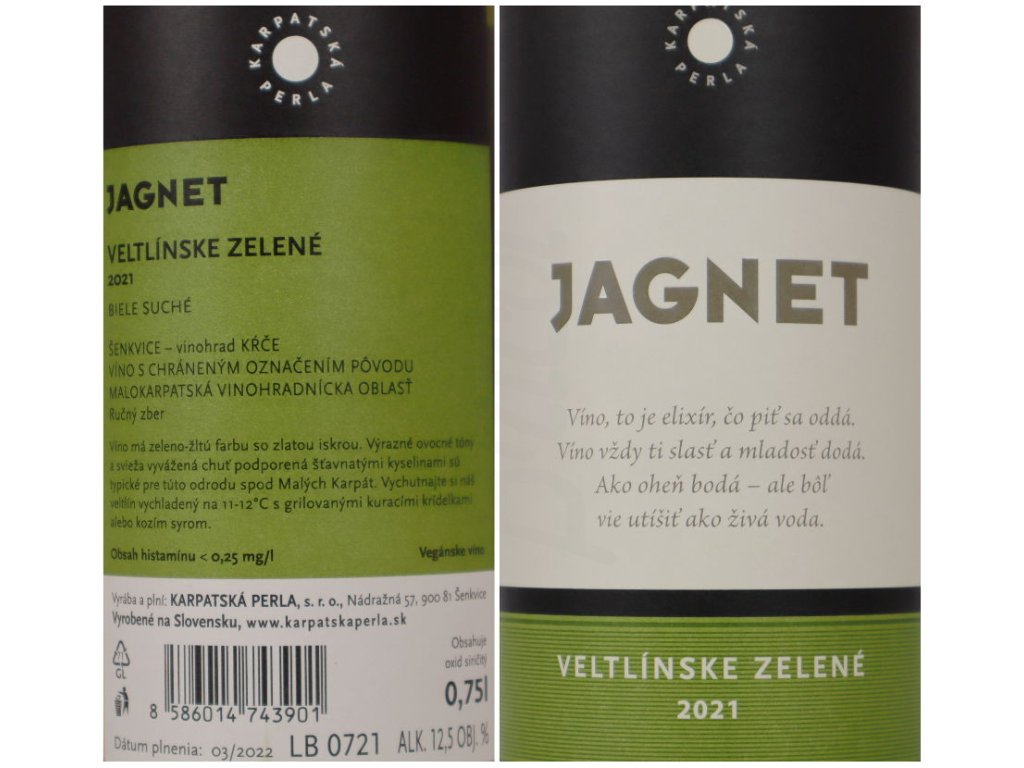 KARPATSKÁ PERLA
JAGNET
VELTLÍNSKE ZELENÉ
2021
BIELE SUCHÉ
ŠENKVICE – vinohrad KŔČE
VÍNO S CHRÁNENÝM OZNAČENÍM PÔVODU
MALOKARPATSKÁ VINOHRADNÍCKA OBLASŤ
Ručný zber
Víno má zeleno-žltú farbu so zlatou iskrou. Výrazné ovocné tóny
a svieža vyvážená chuť podporená šťavnatými kyselinami sú
typické pre túto odrodu spod Malých Karpát. Vychutnajte si náš
veltlín vychladený na 11-12°C s grilovanými kuracími krídelkami
alebo kozím syrom.
Obsah histamínu < 0,25 mg/l Vegánske víno
Vyrába a plní: KARPATSKÁ PERLA, s. r. o., Nádražná 57, 900 81 Šenkvice
Vyrobené na Slovensku, www.karpatskaperla.sk
Obsahuje
oxid siričitý
71
GL
0,75l
8 586014 743901
Dátum plnenia: 03/2022 LB 0721 ALK. 12,5 OBJ. %
KARPATSKÁ PERLA
JAGNET
Víno, to je elixír, čo piť sa oddá.
Víno vždy ti slasť a mladosť dodá.
Ako oheň bodá – ale bôľ
vie utíšiť ako živá voda.
VELTLÍNSKE ZELENÉ
2021